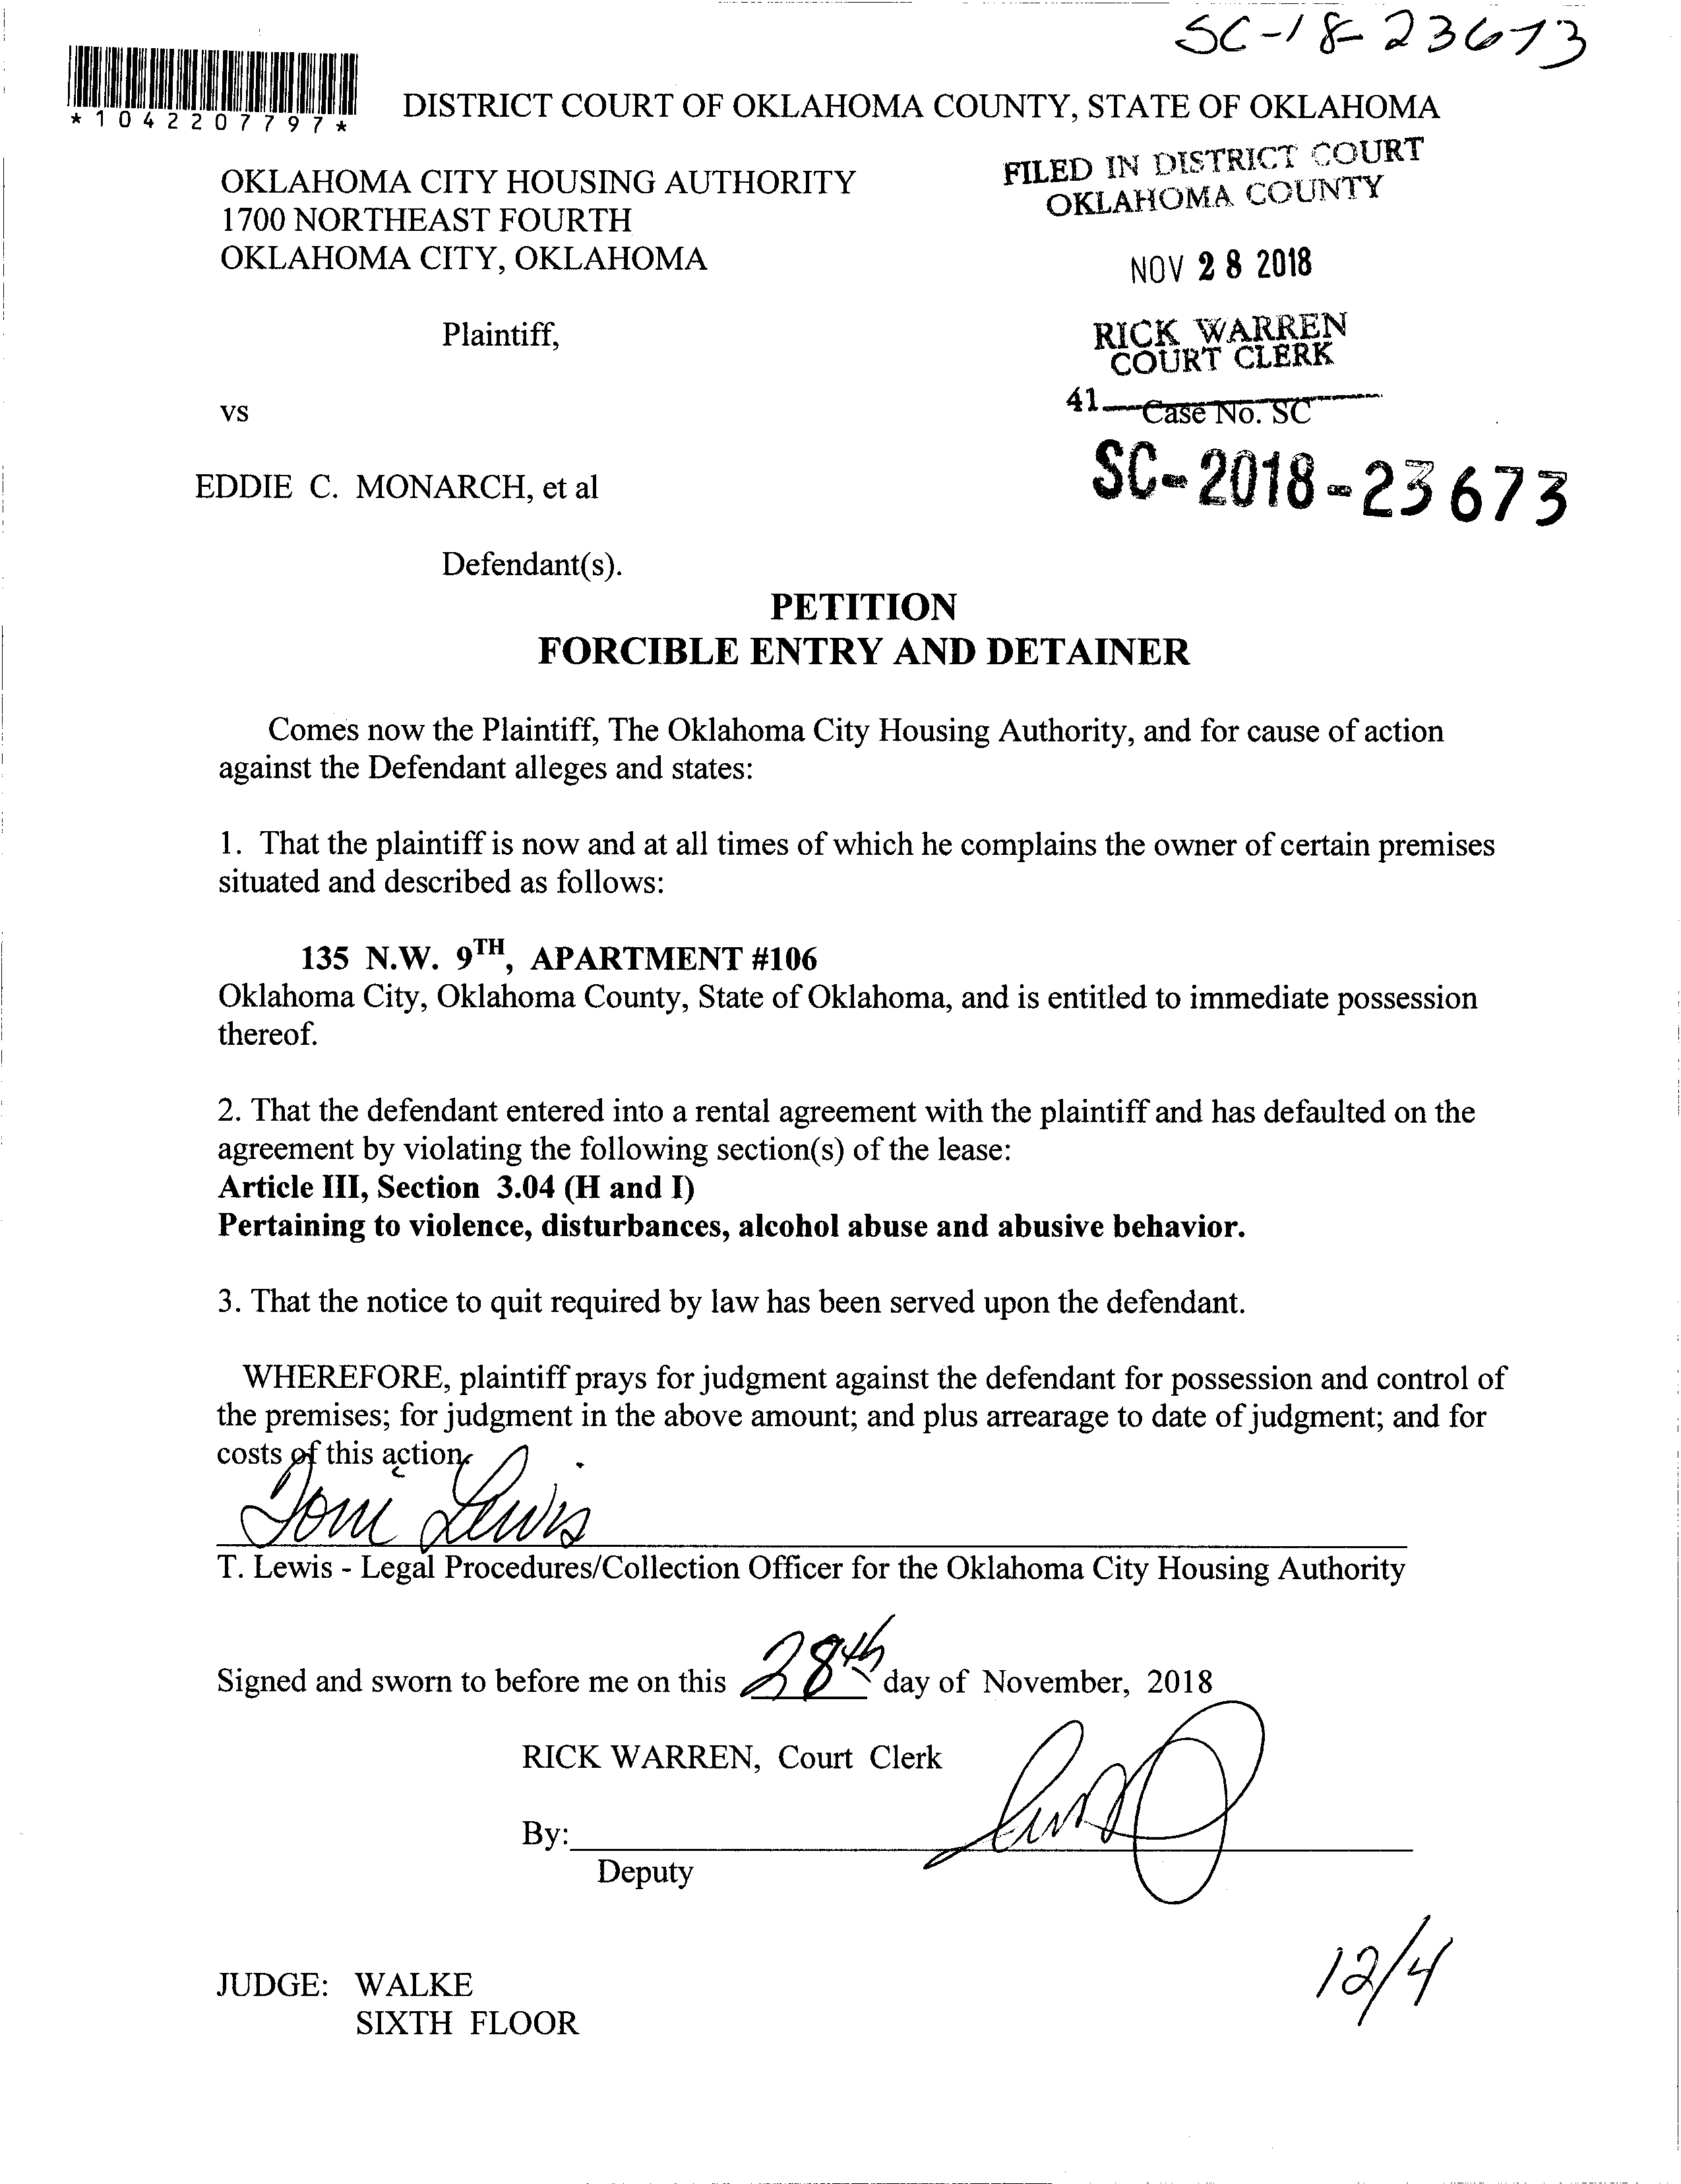 SC-18-23673
*1042207797*
DISTRICT COURT OF OKLAHOMA COUNTY, STATE OF OKLAHOMA
FILED IN DISTRICT COURT
OKLAHOMA COUNTY
OKLAHOMA CITY HOUSING AUTHORITY
1700 NORTHEAST FOURTH
OKLAHOMA CITY, OKLAHOMA
NOV 28 2018
Plaintiff,
RICK WARREN
COURT CLERK
41
vs
Case No. SC
EDDIE C. MONARCH, et al
SC-2018-23673
Defendant(s).
PETITION
FORCIBLE ENTRY AND DETAINER
Comes now the Plaintiff, The Oklahoma City Housing Authority, and for cause of action
against the Defendant alleges and states:
1. That the plaintiff is now and at all times of which he complains the owner of certain premises
situated and described as follows:
135 N.W. 9TH, APARTMENT #106
Oklahoma City, Oklahoma County, State of Oklahoma, and is entitled to immediate possession
thereof.
2. That the defendant entered into a rental agreement with the plaintiff and has defaulted on the
agreement by violating the following section(s) of the lease:
Article III, Section 3.04 (H and I)
Pertaining to violence, disturbances, alcohol abuse and abusive behavior.
3. That the notice to quit required by law has been served upon the defendant.
WHEREFORE, plaintiff prays for judgment against the defendant for possession and control of
the premises; for judgment in the above amount; and plus arrearage to date of judgment; and for
costs of this action.
Toni Lewis
T. Lewis - Legal Procedures/Collection Officer for the Oklahoma City Housing Authority
Signed and sworn to before me on this 28th day of November, 2018
RICK WARREN, Court Clerk
By:
Deputy
12/4
JUDGE: WALKE
SIXTH FLOOR